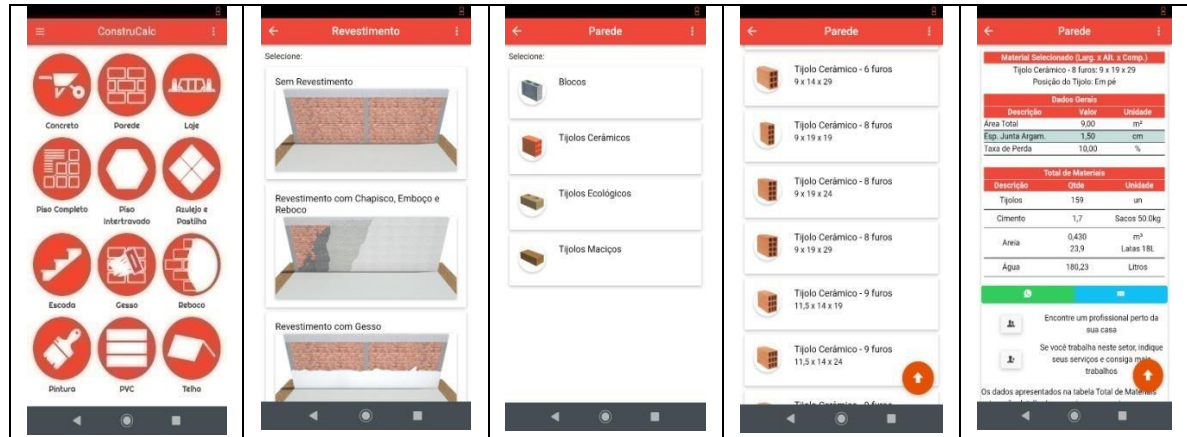 ConstruCalc
Concreto
Parede
Laje
Piso Completo
Piso
Intertravado
Azulejo e
Pastilha
Escada
Gesso
Reboco
Pintura
PVC
Telha
Revestimento
Selecione:
Sem Revestimento
Revestimento com Chapisco, Emboço e
Reboco
Revestimento com Gesso
Parede
Selecione:
Blocos
Tijolos Cerâmicos
Tijolos Ecológicos
Tijolos Maciços
Parede
Tijolo Cerâmico - 6 furos
9 x 14 x 29
Tijolo Cerâmico - 8 furos
9 x 19 x 19
Tijolo Cerâmico - 8 furos
9 x 19 x 24
Tijolo Cerâmico - 8 furos
9 x 19 x 29
Tijolo Cerâmico - 9 furos
11,5 x 14 x 19
Tijolo Cerâmico - 9 furos
11,5 x 14 x 24
Tijolo Cerâmico - 9 furos
Parede
Material Selecionado (Larg. x Alt. x Comp.)
Tijolo Cerâmico - 8 furos: 9 x 19 x 29
Posição do Tijolo: Em pé
Dados Gerais
Descrição Valor Unidade
Área Total 9,00 m²
Esp. Junta Argam. 1,50 cm
Taxa de Perda 10,00 %
Total de Materiais
Descrição Qtde Unidade
Tijolos 159 un
Cimento 1,7 Sacos 50.0kg
Areia 0,430 m³
23,9 Latas 18L
Água 180,23 Litros
Encontre um profissional perto da
sua casa
Se você trabalha neste setor, indique
seus serviços e consiga mais
trabalhos
Os dados apresentados na tabela Total de Materiais